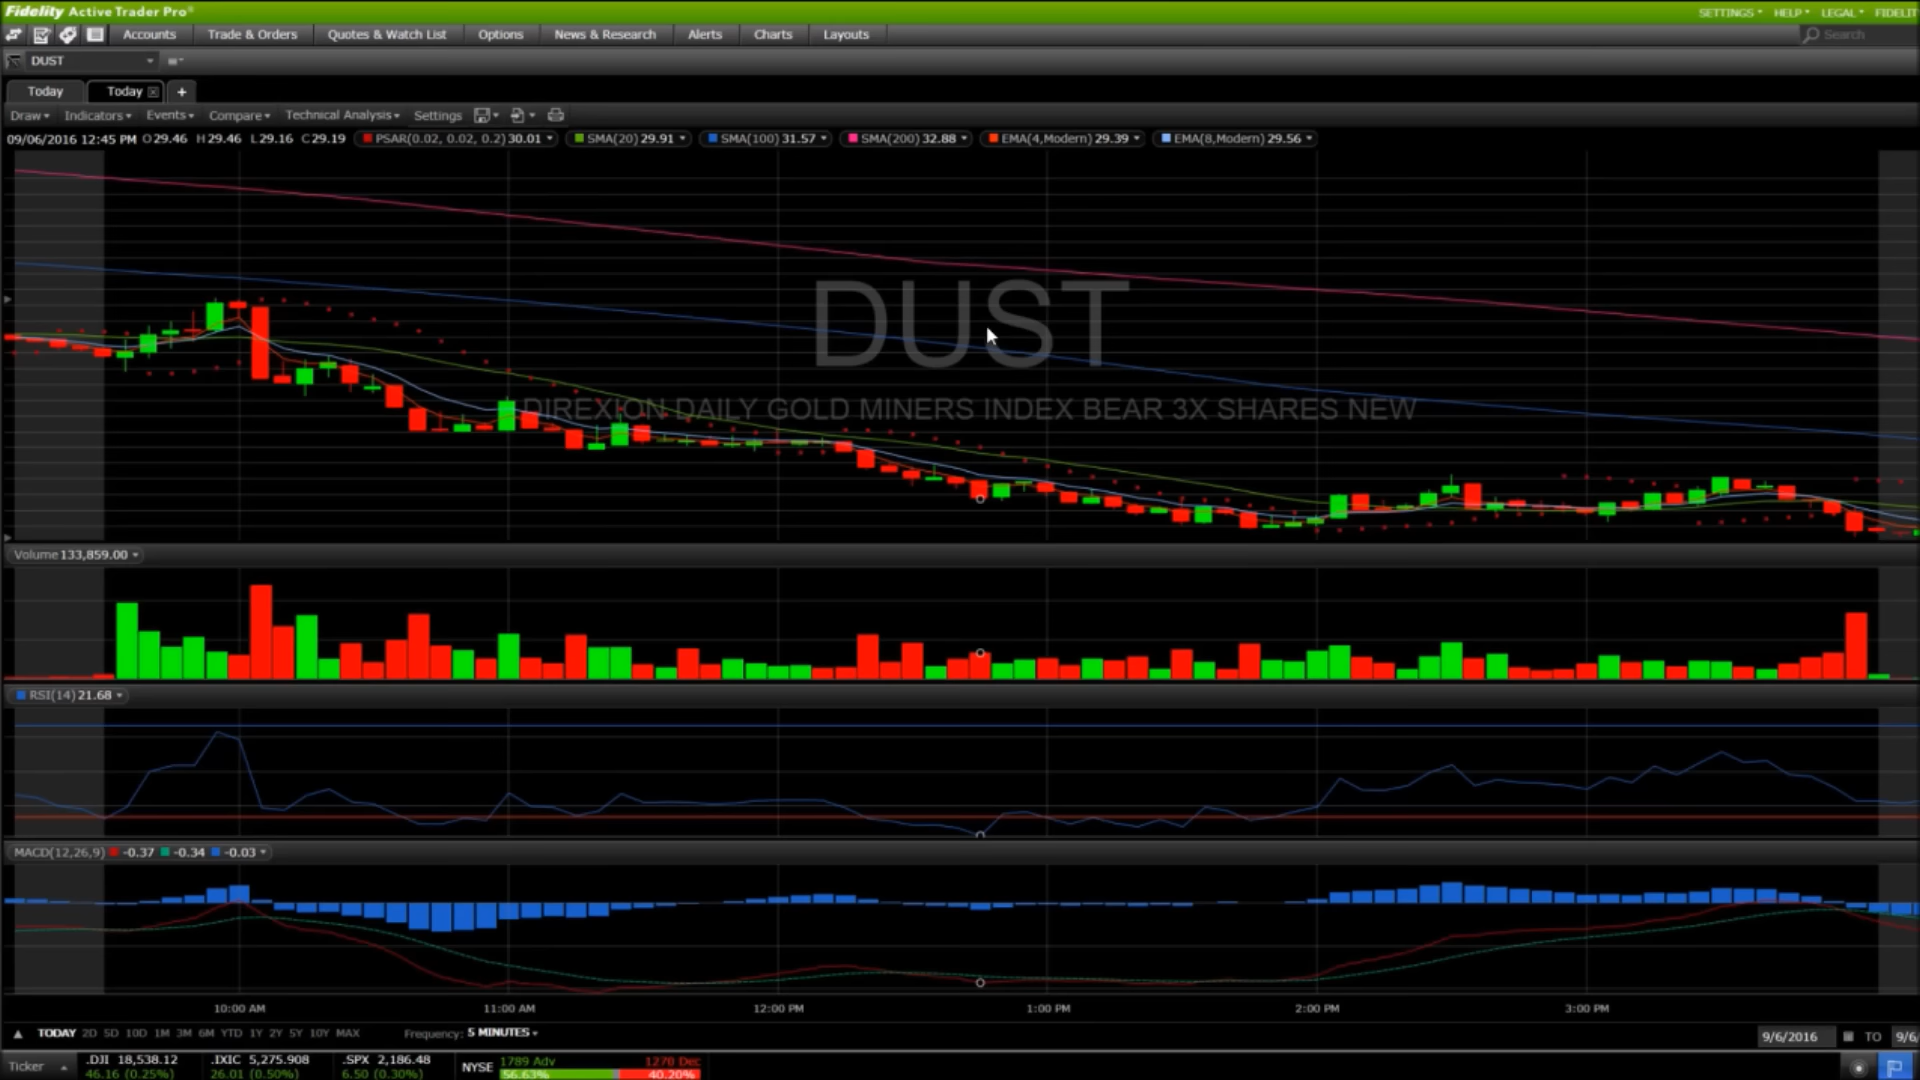 Fidelity Active Trader Pro® SETTINGS HELP LEGAL FIDELIT
Accounts Trade & Orders Quotes & Watch List Options News & Research Alerts Charts Layouts Search
DUST
Today Today +
Draw Indicators Events Compare Technical Analysis Settings
09/06/2016 12:45 PM O 29.46 H 29.46 L 29.16 C 29.19 PSAR(0.02, 0.02, 0.2) 30.01 SMA(20) 29.91 SMA(100) 31.57 SMA(200) 32.88 EMA(4,Modern) 29.39 EMA(8,Modern) 29.56
DUST
DIREXION DAILY GOLD MINERS INDEX BEAR 3X SHARES NEW
Volume 133,859.00
RSI(14) 21.68
MACD(12,26,9) -0.37 -0.34 -0.03
10:00 AM 11:00 AM 12:00 PM 1:00 PM 2:00 PM 3:00 PM
TODAY 2D 5D 10D 1M 3M 6M YTD 1Y 2Y 5Y 10Y MAX Frequency: 5 MINUTES 9/6/2016 TO 9/6/
Ticker .DJI 18,538.12 .IXIC 5,275.908 .SPX 2,186.48 NYSE 1789 Adv 1270 Dec
46.16 (0.25%) 26.01 (0.50%) 6.50 (0.30%) 56.63% 40.20%